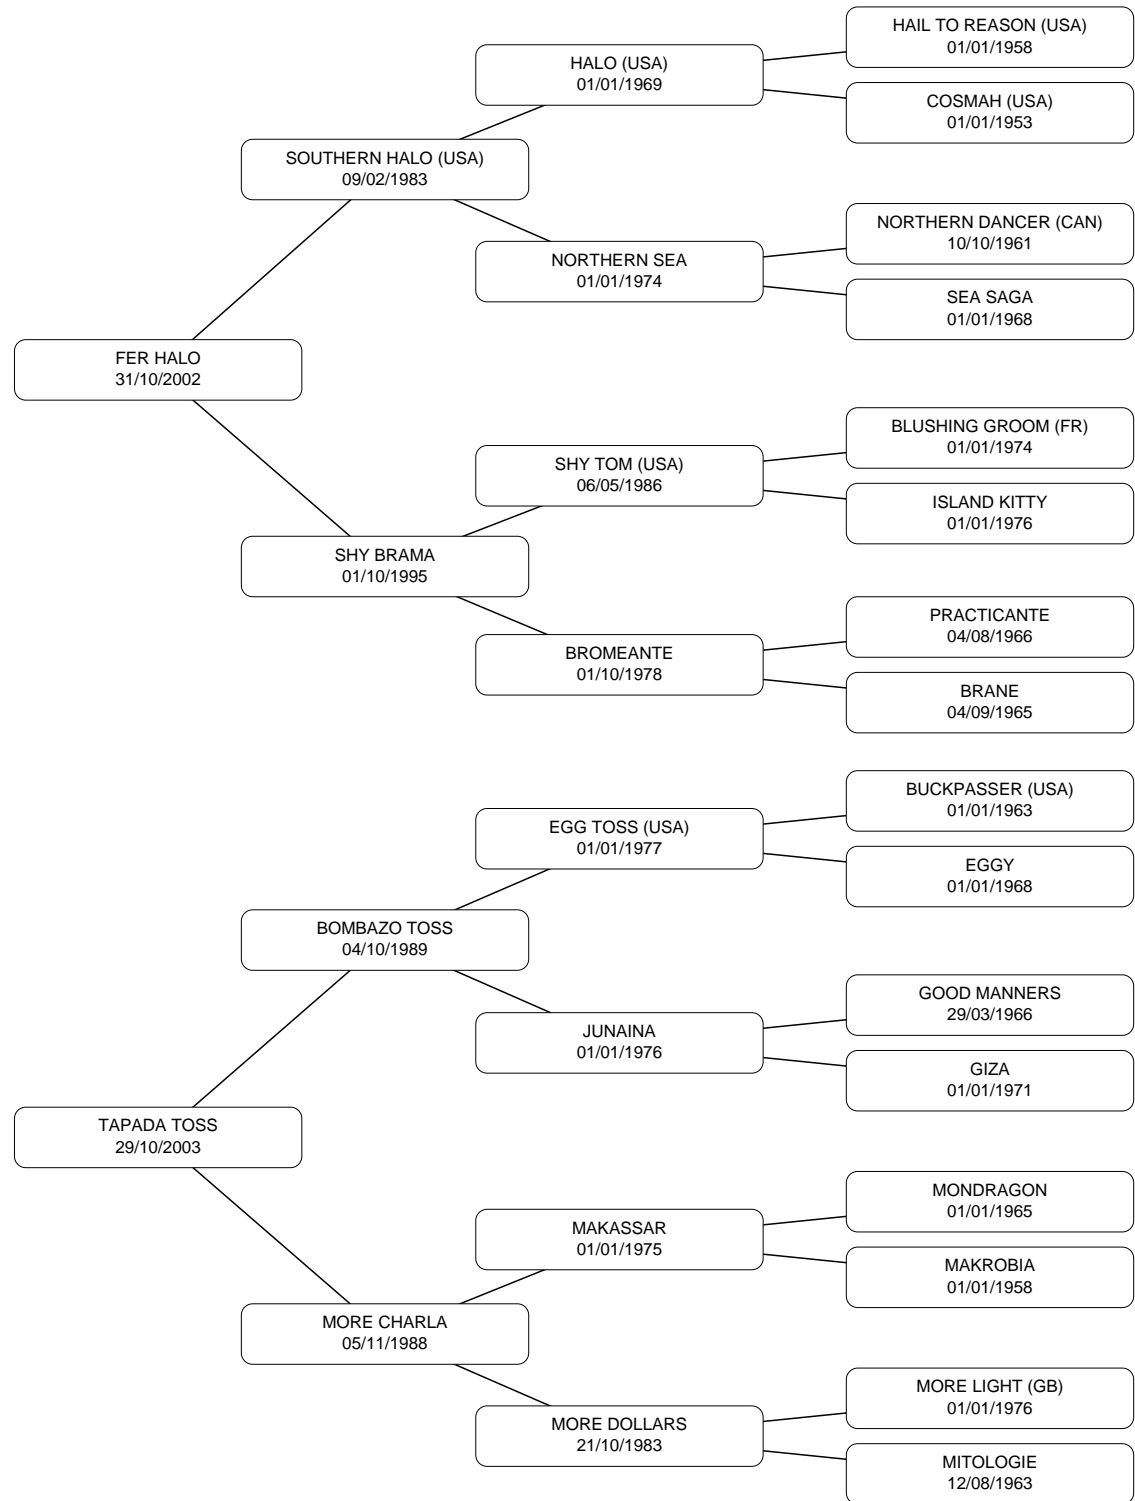 HAIL TO REASON (USA)
01/01/1958
HALO (USA)
01/01/1969
COSMAH (USA)
01/01/1953
SOUTHERN HALO (USA)
09/02/1983
NORTHERN DANCER (CAN)
10/10/1961
NORTHERN SEA
01/01/1974
SEA SAGA
01/01/1968
FER HALO
31/10/2002
BLUSHING GROOM (FR)
01/01/1974
SHY TOM (USA)
06/05/1986
ISLAND KITTY
01/01/1976
SHY BRAMA
01/10/1995
PRACTICANTE
04/08/1966
BROMEANTE
01/10/1978
BRANE
04/09/1965
BUCKPASSER (USA)
01/01/1963
EGG TOSS (USA)
01/01/1977
EGGY
01/01/1968
BOMBAZO TOSS
04/10/1989
GOOD MANNERS
29/03/1966
JUNAINA
01/01/1976
GIZA
01/01/1971
TAPADA TOSS
29/10/2003
MONDRAGON
01/01/1965
MAKASSAR
01/01/1975
MAKROBIA
01/01/1958
MORE CHARLA
05/11/1988
MORE LIGHT (GB)
01/01/1976
MORE DOLLARS
21/10/1983
MITOLOGIE
12/08/1963